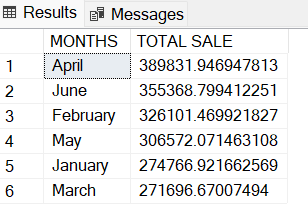 Results Messages
MONTHS TOTAL SALE
1 April 389831.946947813
2 June 355368.799412251
3 February 326101.469921827
4 May 306572.071463108
5 January 274766.921662569
6 March 271696.67007494